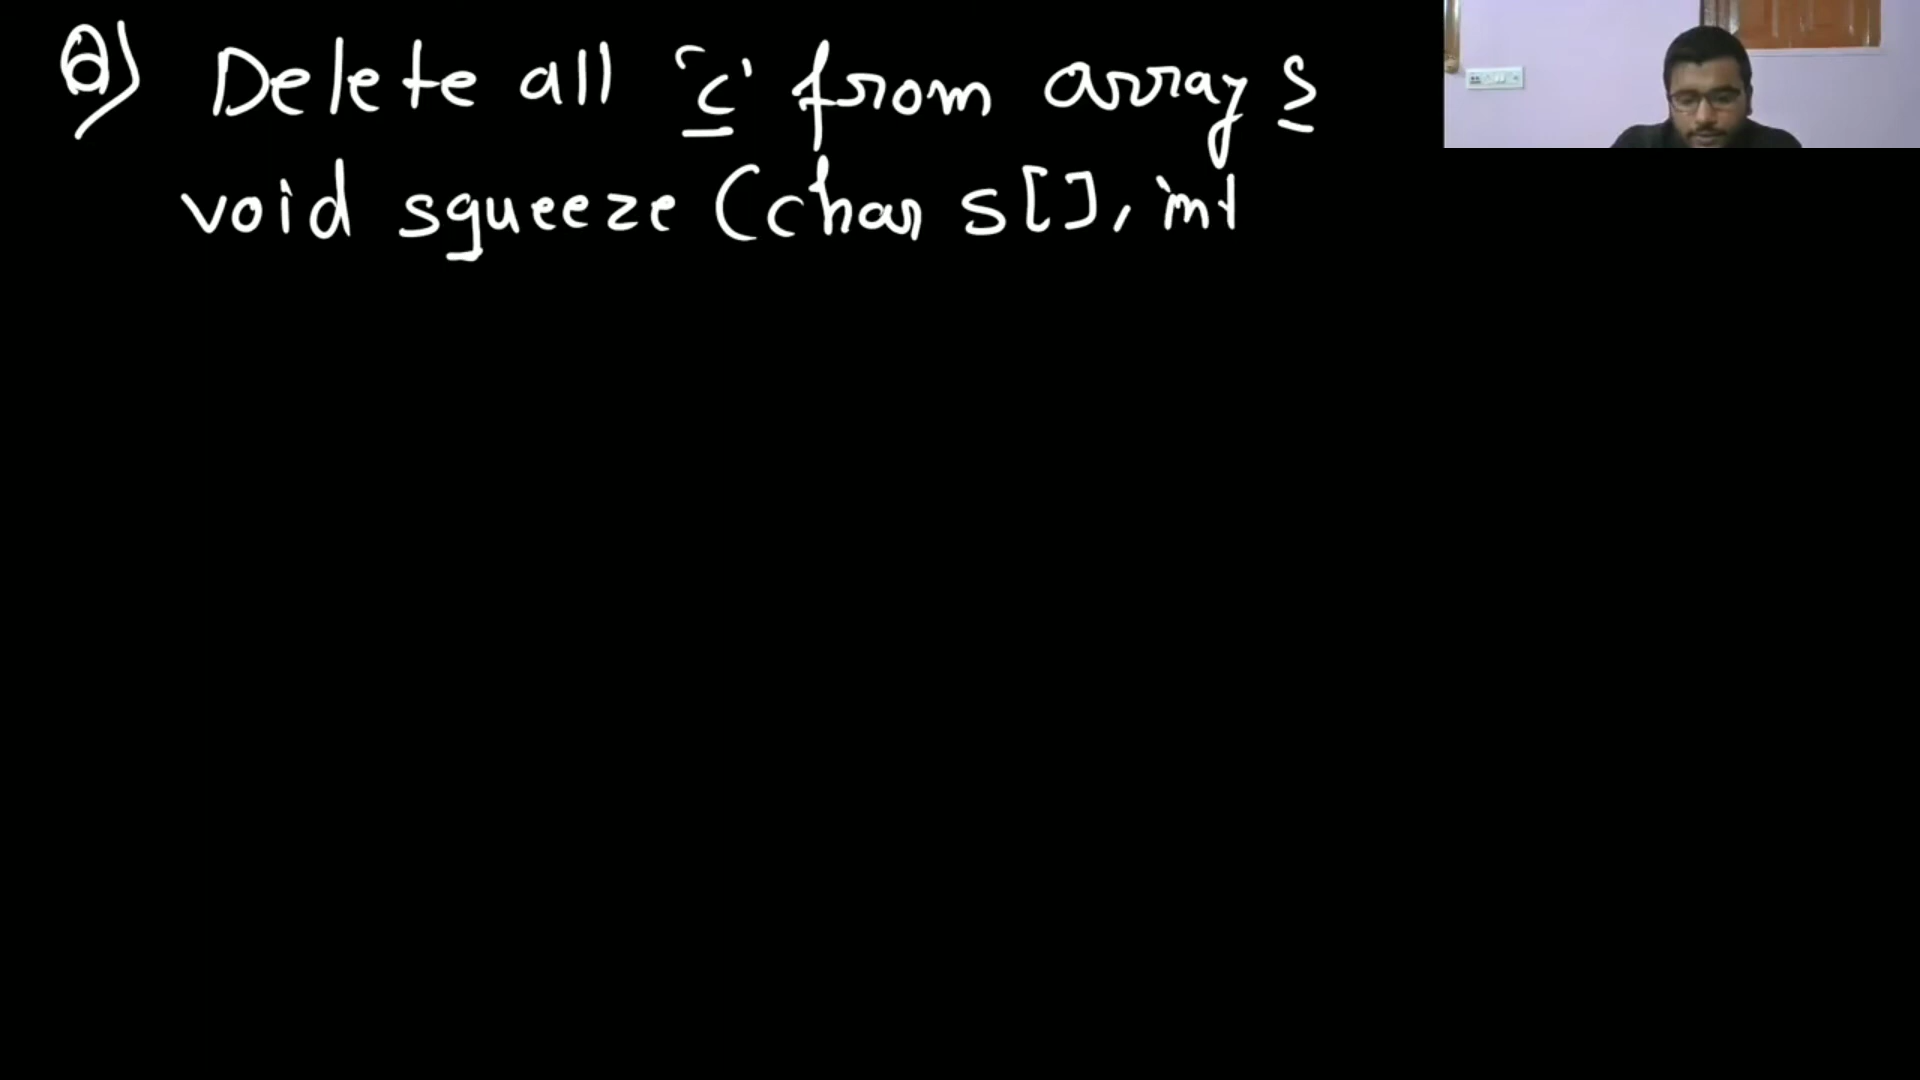 Q) Delete all 'c' from array s
void squeeze (char s[], int